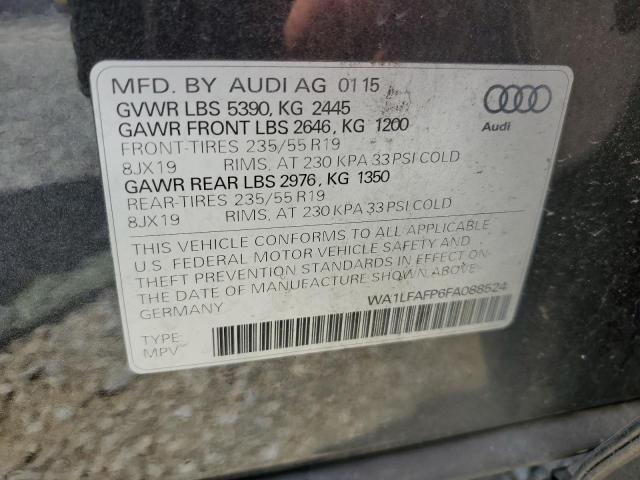 MFD. BY AUDI AG 01 15
GVWR LBS 5390, KG 2445
GAWR FRONT LBS 2646, KG 1200
FRONT-TIRES 235/55 R19
8JX19 RIMS, AT 230 KPA 33 PSI COLD
GAWR REAR LBS 2976, KG 1350
REAR-TIRES 235/55 R19
8JX19 RIMS, AT 230 KPA 33 PSI COLD
Audi
THIS VEHICLE CONFORMS TO ALL APPLICABLE
U.S. FEDERAL MOTOR VEHICLE SAFETY AND
THEFT PREVENTION STANDARDS IN EFFECT ON
THE DATE OF MANUFACTURE SHOWN ABOVE.
GERMANY
WA1LFAFP6FA088524
TYPE:
MPV